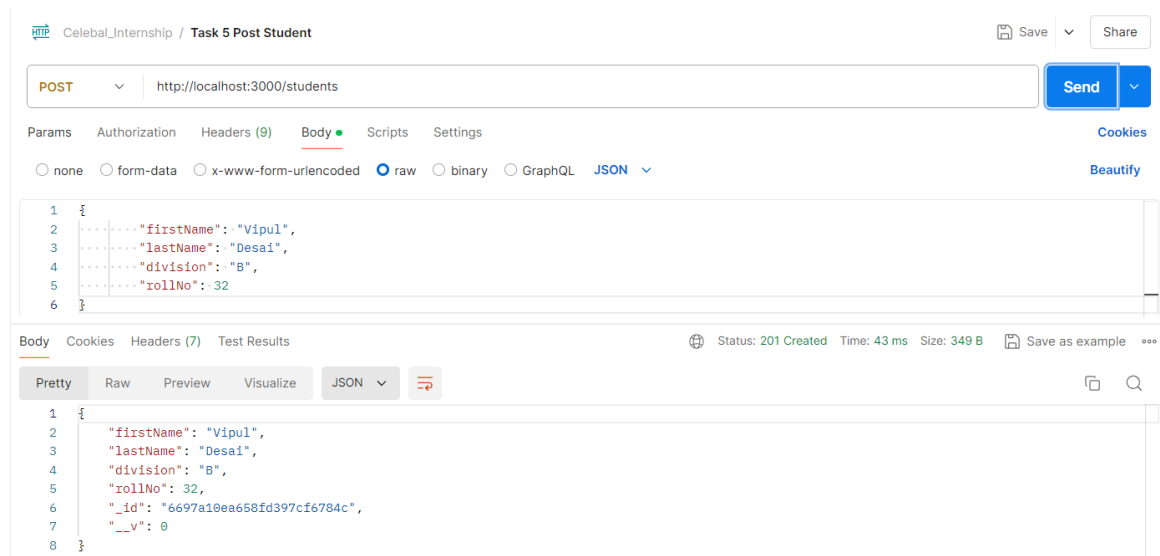 HTTP Celebal_Internship / Task 5 Post Student Save Share
POST http://localhost:3000/students Send
Params Authorization Headers (9) Body Scripts Settings Cookies
none form-data x-www-form-urlencoded raw binary GraphQL JSON Beautify
1 {
2 "firstName": "Vipul",
3 "lastName": "Desai",
4 "division": "B",
5 "rollNo": 32
6 }
Body Cookies Headers (7) Test Results Status: 201 Created Time: 43 ms Size: 349 B Save as example
Pretty Raw Preview Visualize JSON
1 {
2 "firstName": "Vipul",
3 "lastName": "Desai",
4 "division": "B",
5 "rollNo": 32,
6 "_id": "6697a10ea658fd397cf6784c",
7 "__v": 0
8 }